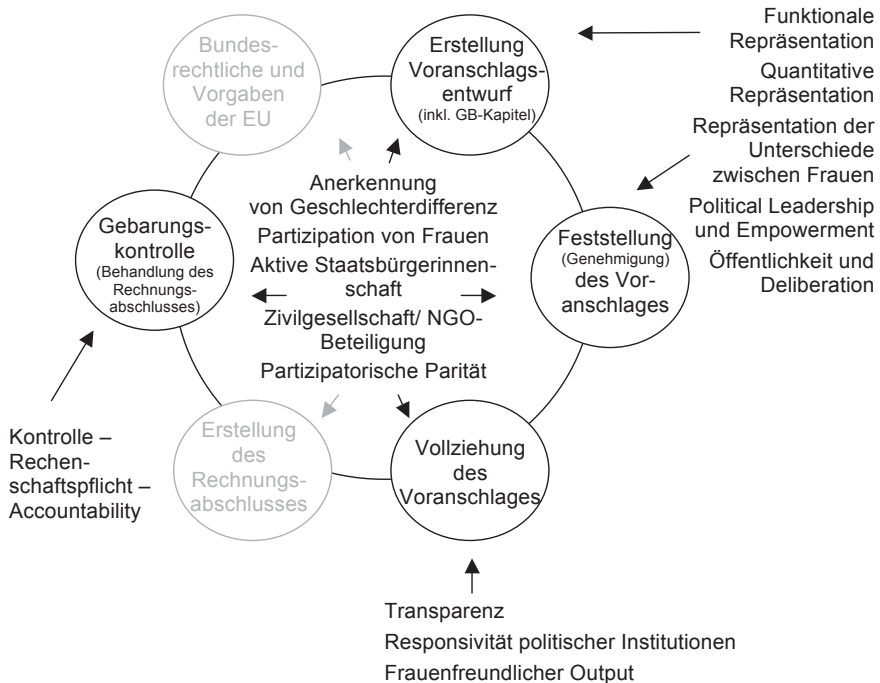 Bundes-
rechtliche und
Vorgaben
der EU
Erstellung
Voranschlags-
entwurf
(inkl. GB-Kapitel)
Funktionale
Repräsentation
Quantitative
Repräsentation
Repräsentation der
Unterschiede
zwischen Frauen
Political Leadership
und Empowerment
Öffentlichkeit und
Deliberation
Gebarungs-
kontrolle
(Behandlung des
Rechnungs-
abschlusses)
Anerkennung
von Geschlechterdifferenz
Partizipation von Frauen
Aktive Staatsbürgerinnen-
schaft
Zivilgesellschaft/ NGO-
Beteiligung
Partizipatorische Parität
Feststellung
(Genehmigung)
des Vor-
anschlages
Kontrolle –
Rechen-
schaftspflicht –
Accountability
Erstellung
des
Rechnungs-
abschlusses
Vollziehung
des
Voranschlages
Transparenz
Responsivität politischer Institutionen
Frauenfreundlicher Output